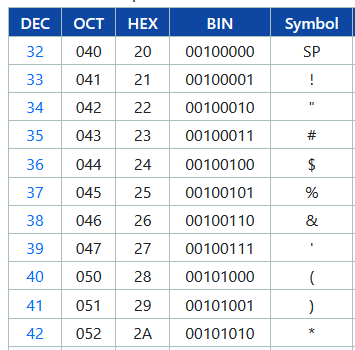 DEC OCT HEX BIN Symbol
32 040 20 00100000 SP
33 041 21 00100001 !
34 042 22 00100010 "
35 043 23 00100011 #
36 044 24 00100100 $
37 045 25 00100101 %
38 046 26 00100110 &
39 047 27 00100111 '
40 050 28 00101000 (
41 051 29 00101001 )
42 052 2A 00101010 *